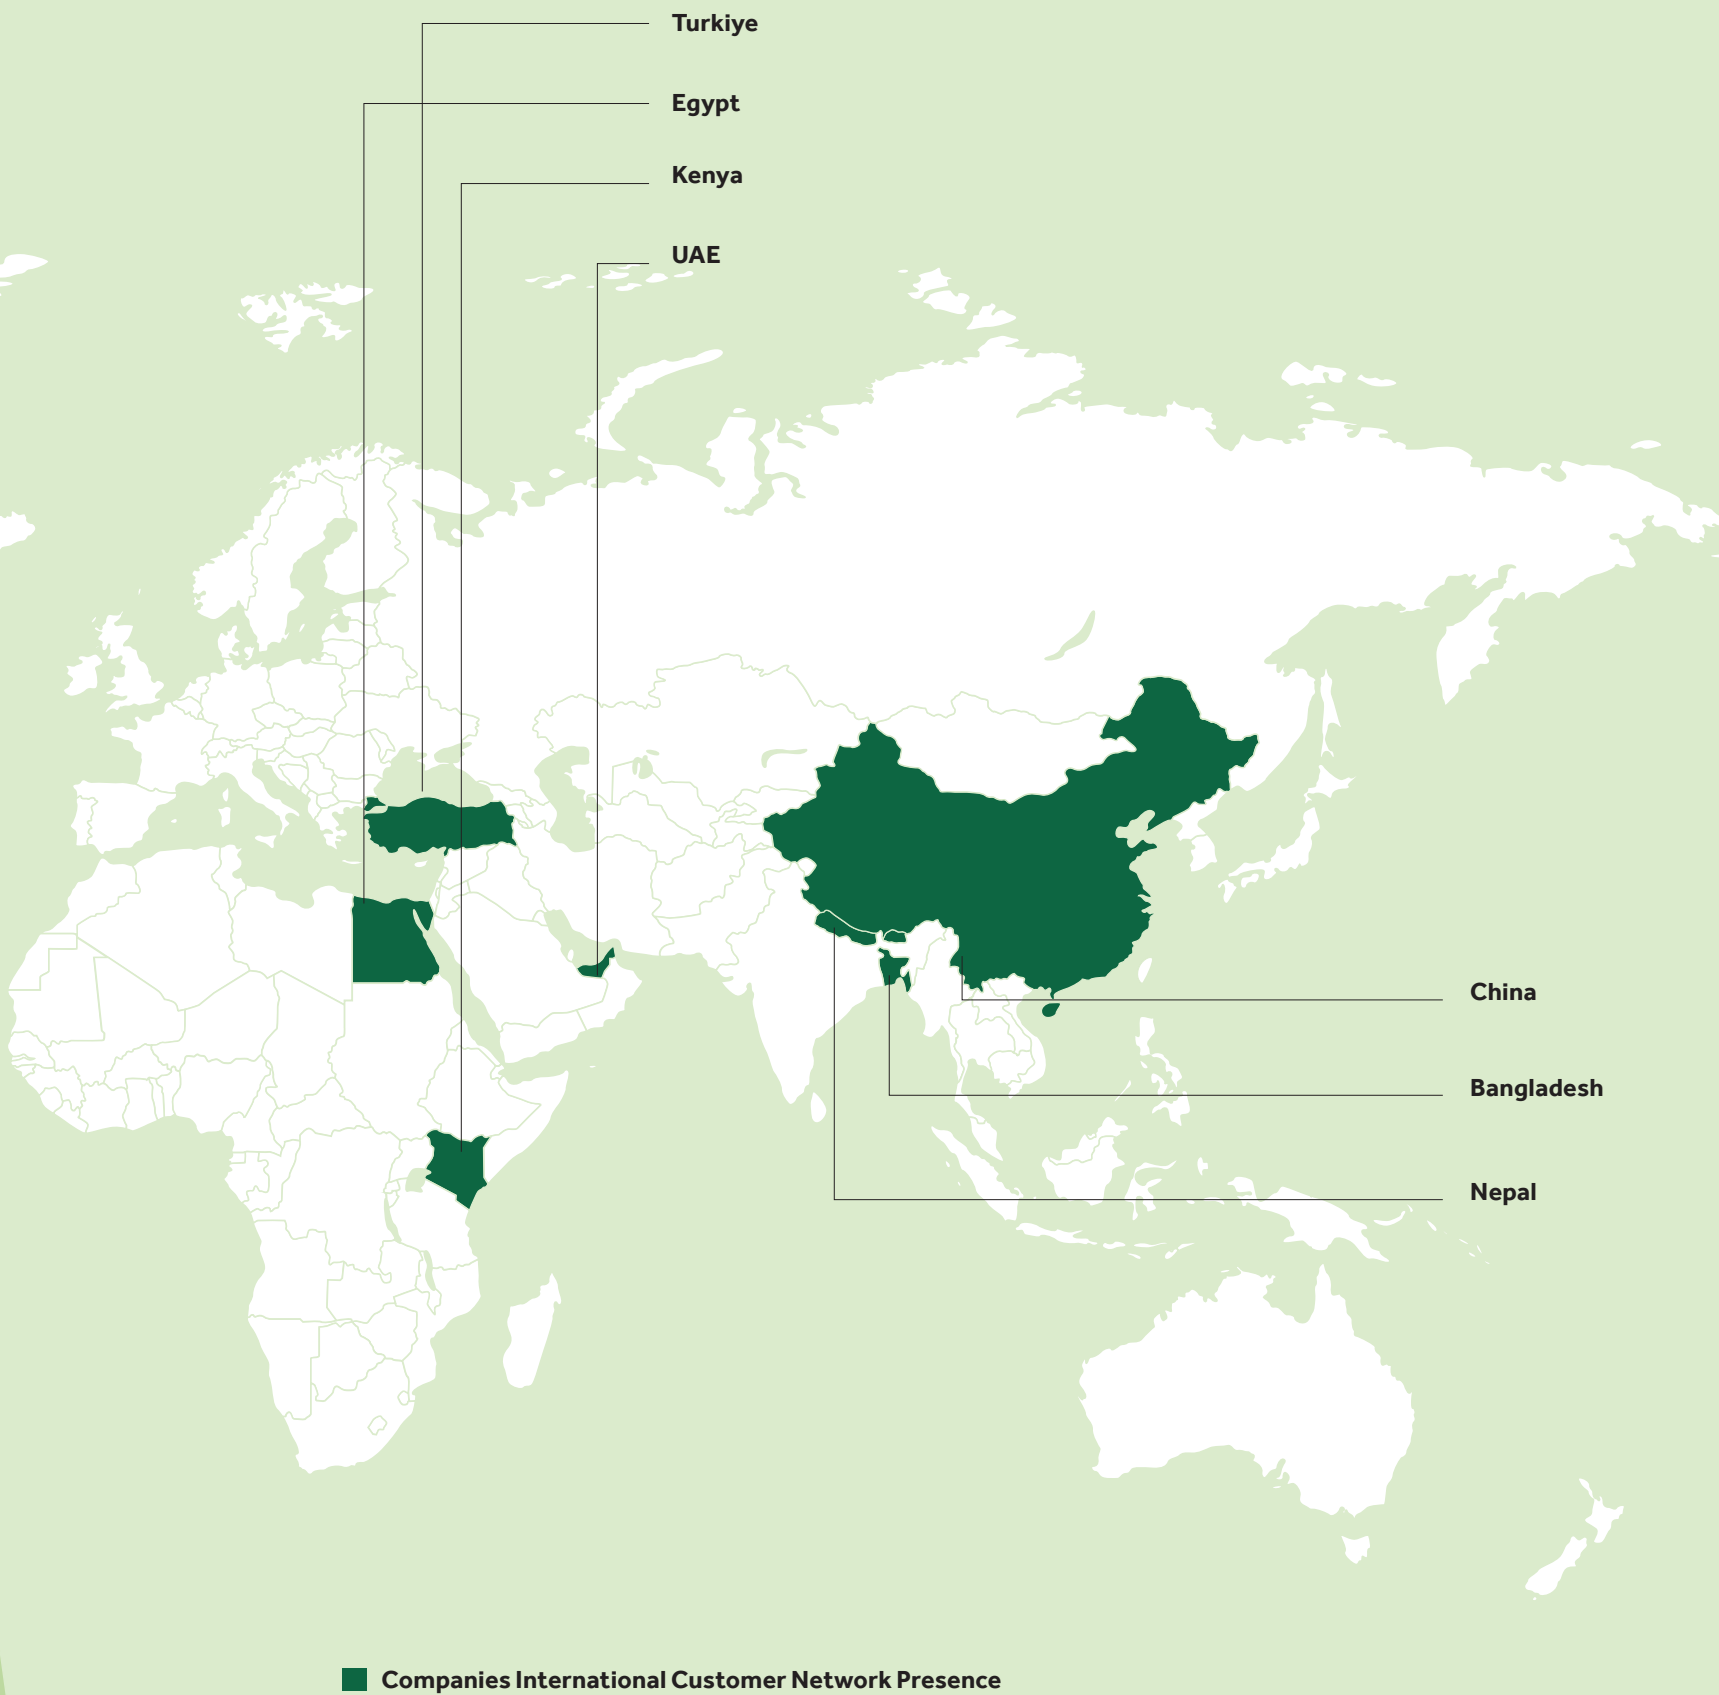 Turkiye
Egypt
Kenya
UAE
China
Bangladesh
Nepal
Companies International Customer Network Presence